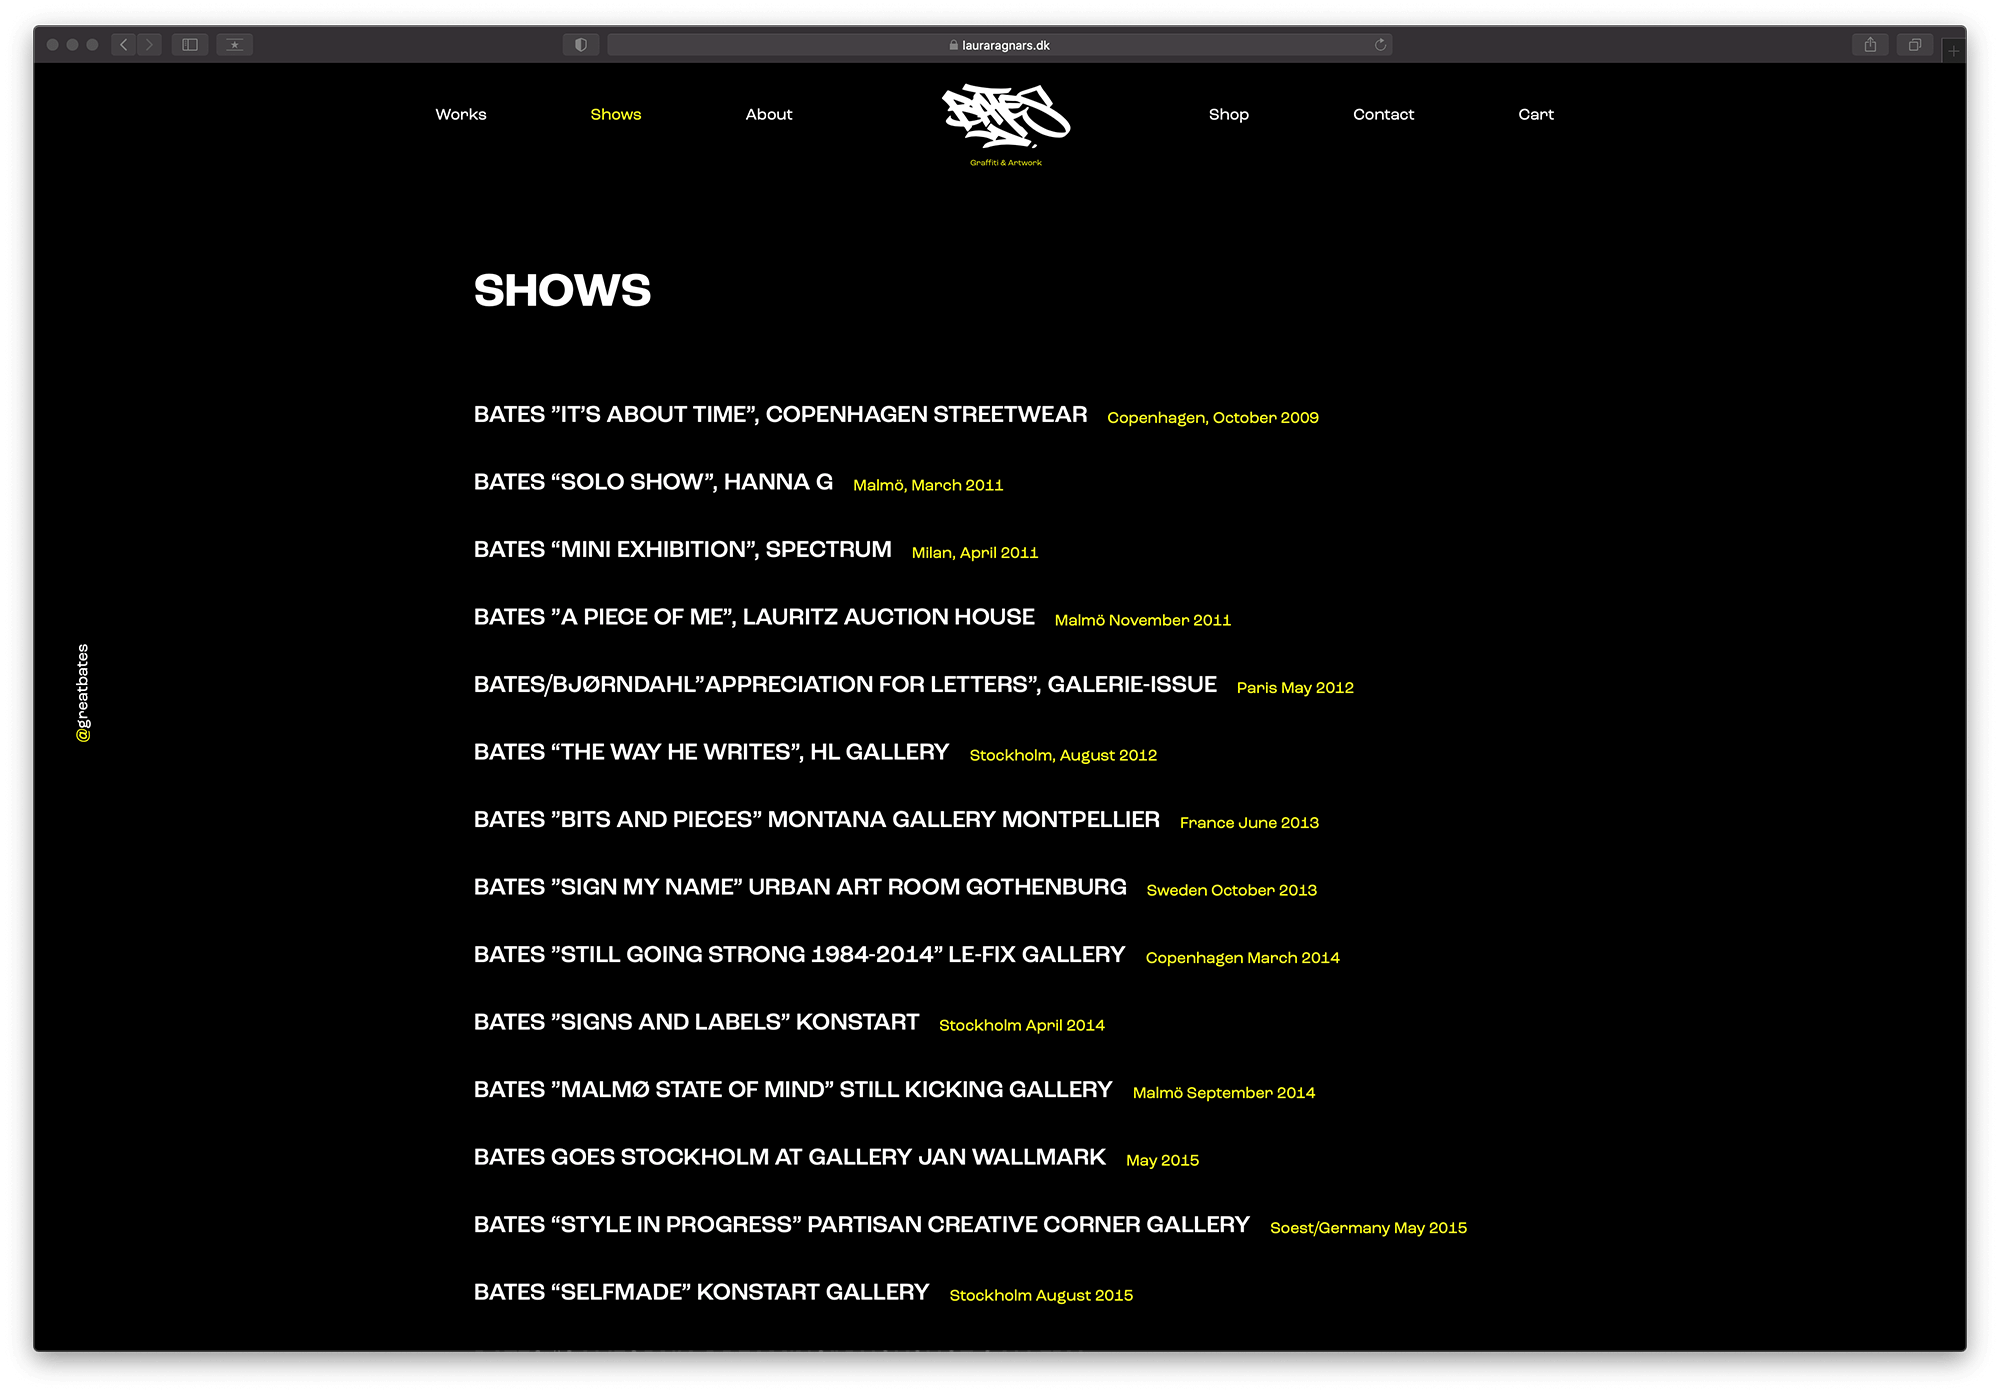 lauraragnars.dk
Works Shows About BATES Shop Contact Cart
Graffiti & Artwork
SHOWS
BATES ”IT’S ABOUT TIME”, COPENHAGEN STREETWEAR Copenhagen, October 2009
BATES “SOLO SHOW”, HANNA G Malmö, March 2011
BATES “MINI EXHIBITION”, SPECTRUM Milan, April 2011
BATES ”A PIECE OF ME”, LAURITZ AUCTION HOUSE Malmö November 2011
BATES/BJØRNDAHL”APPRECIATION FOR LETTERS”, GALERIE-ISSUE Paris May 2012
BATES “THE WAY HE WRITES”, HL GALLERY Stockholm, August 2012
BATES ”BITS AND PIECES” MONTANA GALLERY MONTPELLIER France June 2013
BATES ”SIGN MY NAME” URBAN ART ROOM GOTHENBURG Sweden October 2013
BATES ”STILL GOING STRONG 1984-2014” LE-FIX GALLERY Copenhagen March 2014
BATES ”SIGNS AND LABELS” KONSTART Stockholm April 2014
BATES ”MALMØ STATE OF MIND” STILL KICKING GALLERY Malmö September 2014
BATES GOES STOCKHOLM AT GALLERY JAN WALLMARK May 2015
BATES “STYLE IN PROGRESS” PARTISAN CREATIVE CORNER GALLERY Soest/Germany May 2015
BATES “SELFMADE” KONSTART GALLERY Stockholm August 2015
@greatbates